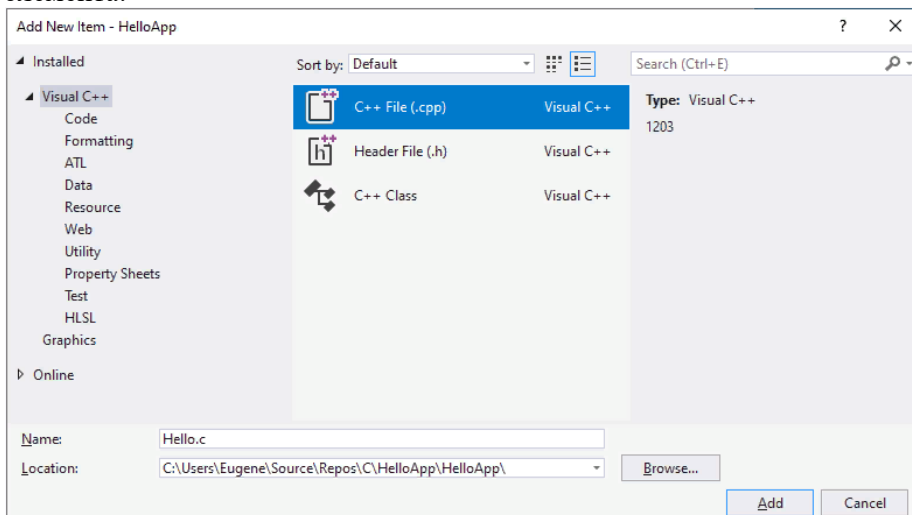 Add New Item - HelloApp
Installed
Sort by: Default
Search (Ctrl+E)
Visual C++
Code
Formatting
ATL
Data
Resource
Web
Utility
Property Sheets
Test
HLSL
Graphics
Online
C++ File (.cpp) Visual C++
Header File (.h) Visual C++
C++ Class Visual C++
Type: Visual C++
1203
Name: Hello.c
Location: C:\Users\Eugene\Source\Repos\C\HelloApp\HelloApp\
Browse...
Add Cancel